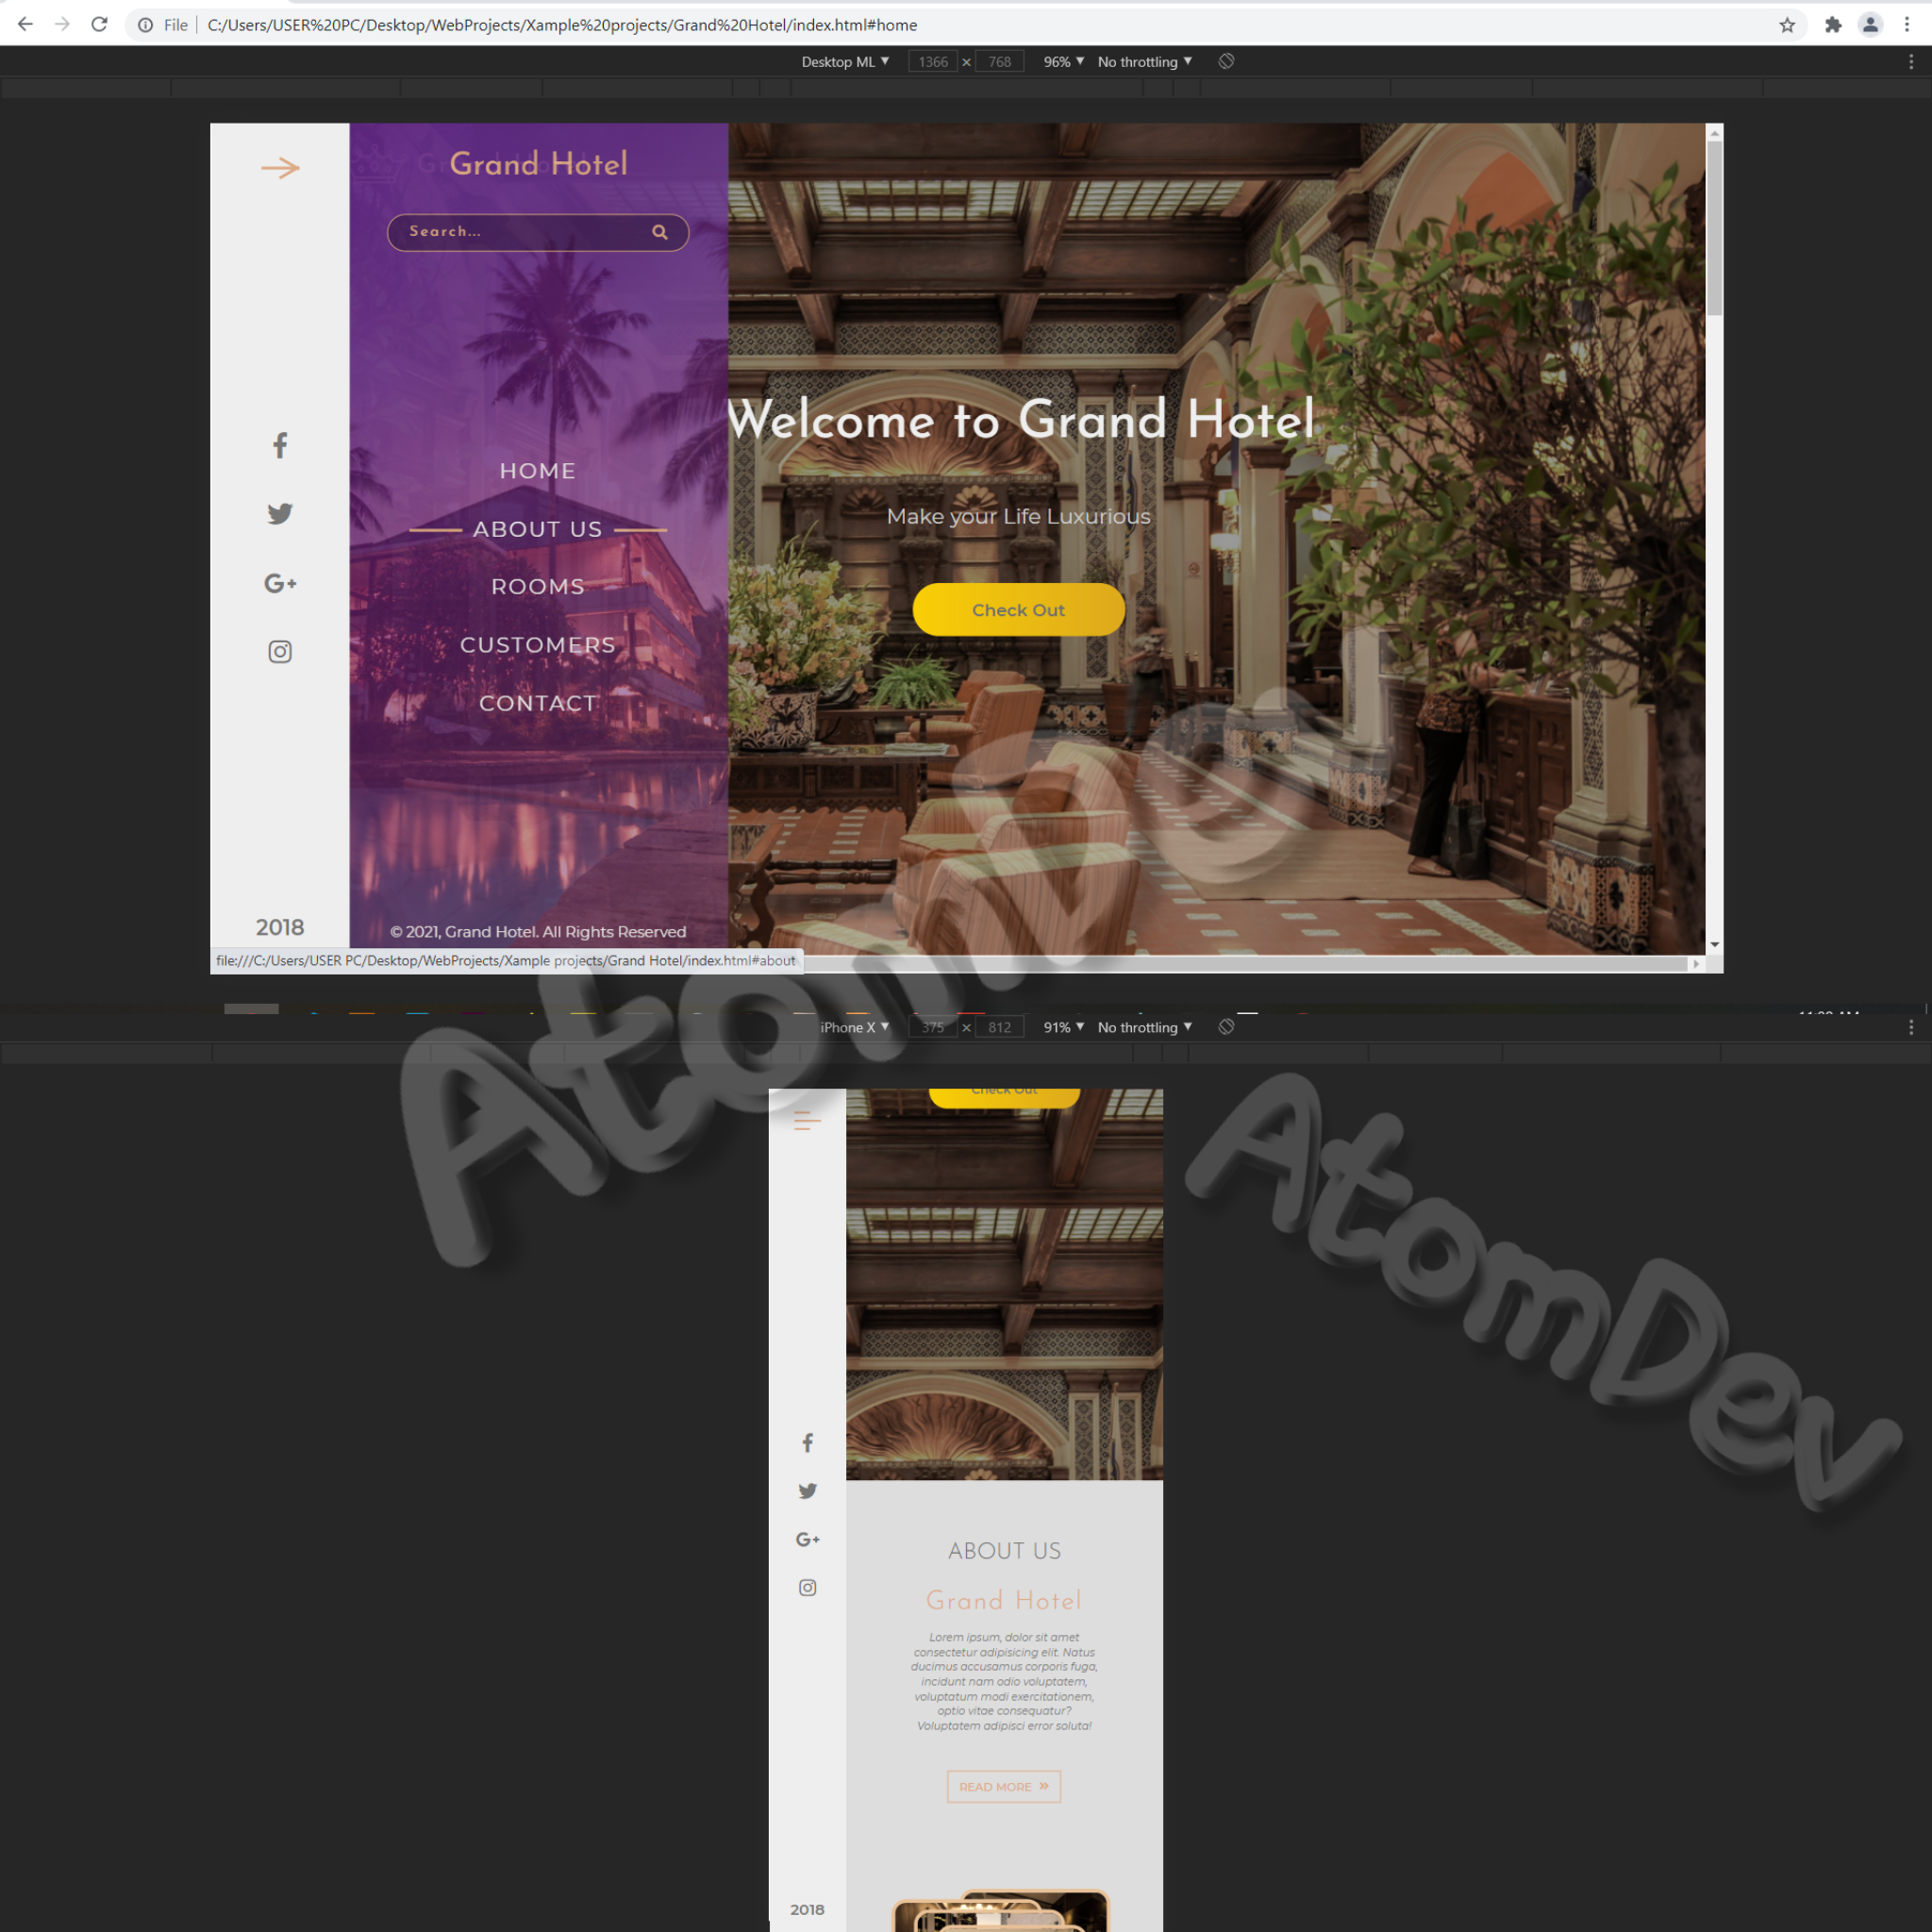 File
C:/Users/USER%20PC/Desktop/WebProjects/Xample%20projects/Grand%20Hotel/index.html#home
Desktop ML ▼ 1366 × 768 96% ▼ No throttling ▼
Grand Hotel
Search...
HOME
ABOUT US
ROOMS
CUSTOMERS
CONTACT
© 2021, Grand Hotel. All Rights Reserved
2018
Welcome to Grand Hotel
Make your Life Luxurious
Check Out
file:///C:/Users/USER PC/Desktop/WebProjects/Xample projects/Grand Hotel/index.html#about
iPhone X ▼ 375 × 812 91% ▼ No throttling ▼
Check Out
G+
G+
ABOUT US
Grand Hotel
Lorem ipsum, dolor sit amet
consectetur adipisicing elit. Natus
ducimus accusamus corporis fuga,
incidunt nam odio voluptatem,
voluptatum modi exercitationem,
optio vitae consequatur?
Voluptatem adipisci error soluta!
READ MORE »
2018
AtomDev
AtomDev